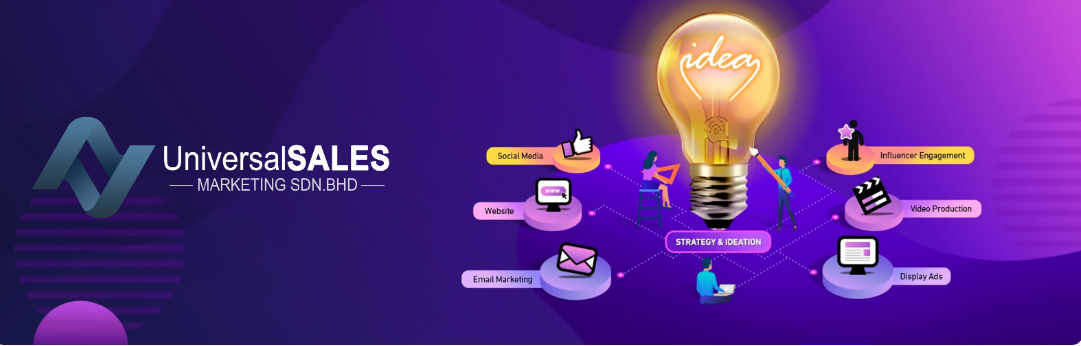 UniversalSALES
MARKETING SDN.BHD
idea
Social Media
Website
WWW
Email Marketing
STRATEGY & IDEATION
Influencer Engagement
Video Production
Display Ads